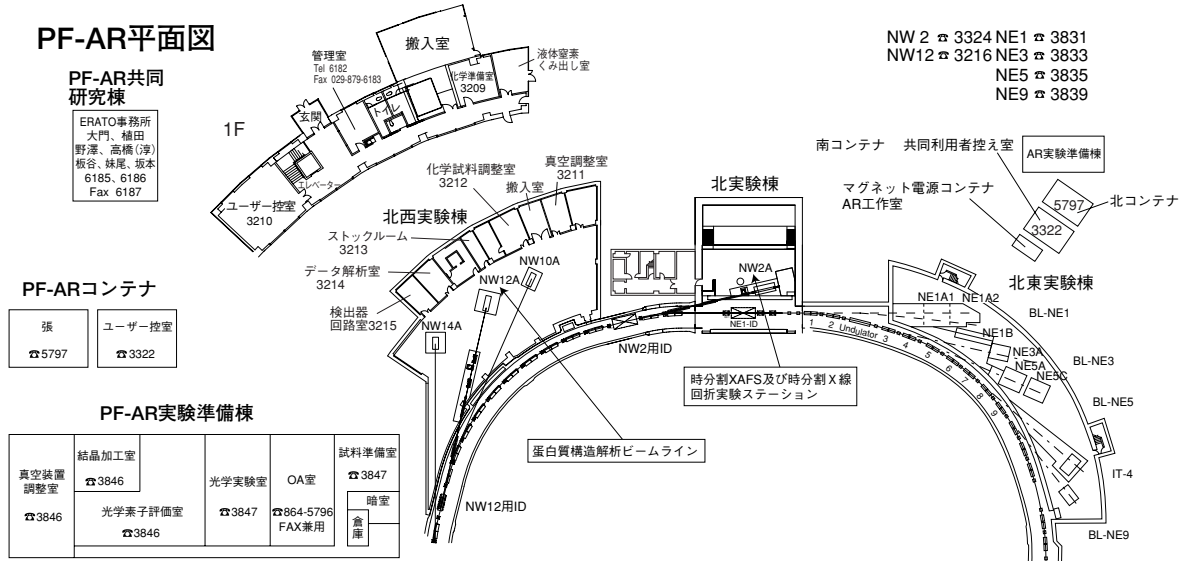 PF-AR平面図
PF-AR共同
研究棟
ERATO事務所
大門、植田
野澤、高橋(淳)
板谷、妹尾、坂本
6185、6186
Fax 6187
1F
管理室
Tel 6182
Fax 029-879-6183
搬入室
液体窒素
くみ出し室
化学準備室
3209
トイレ
玄関
エレベーター
ユーザー控室
3210
NW 2 ☎ 3324 NE1 ☎ 3831
NW12 ☎ 3216 NE3 ☎ 3833
NE5 ☎ 3835
NE9 ☎ 3839
南コンテナ 共同利用者控え室
AR実験準備棟
マグネット電源コンテナ
AR工作室
5797
北コンテナ
3322
北西実験棟
化学試料調整室
3212
搬入室
真空調整室
3211
ストックルーム
3213
データ解析室
3214
検出器
回路室3215
NW10A
NW12A
NW14A
北実験棟
NW2A
NE1-ID
NW2用ID
NW12用ID
1 2 Undulator 3 4 5 6 7 8 9
北東実験棟
NE1A1
NE1A2
BL-NE1
NE1B
NE3A
BL-NE3
NE5A
NE5C
BL-NE5
IT-4
BL-NE9
時分割XAFS及び時分割X線
回折実験ステーション
蛋白質構造解析ビームライン
PF-ARコンテナ
張
☎5797
ユーザー控室
☎3322
PF-AR実験準備棟
真空装置
調整室
☎3846
結晶加工室
☎3846
光学素子評価室
☎3846
光学実験室
☎3847
OA室
☎864-5796
FAX兼用
試料準備室
☎3847
暗室
倉庫